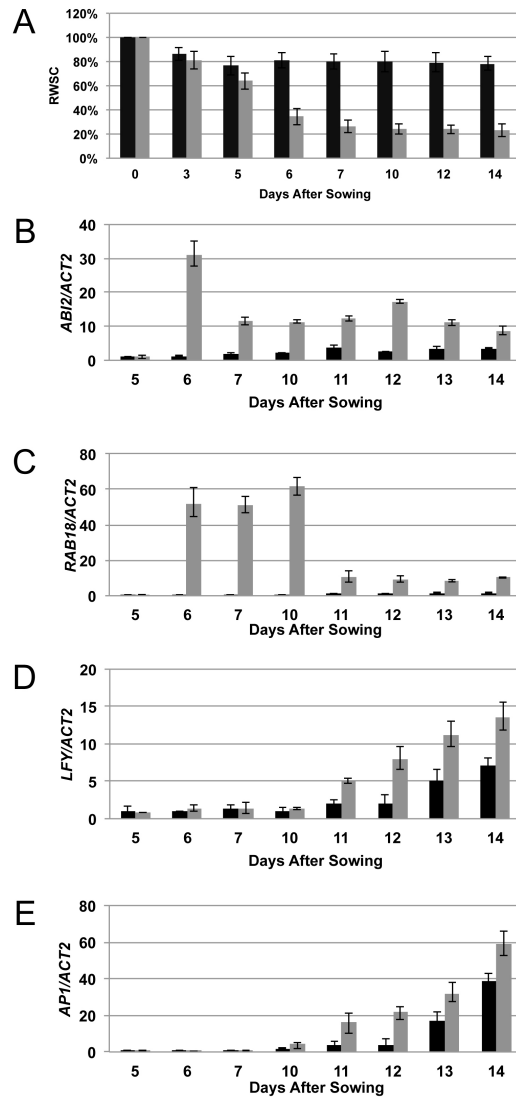 A
120%
100%
80%
60%
40%
20%
0%
RWSC
0 3 5 6 7 10 12 14
Days After Sowing
B
40
30
20
10
0
ABI2/ACT2
5 6 7 10 11 12 13 14
Days After Sowing
C
80
60
40
20
0
RAB18/ACT2
5 6 7 10 11 12 13 14
Days After Sowing
D
20
15
10
5
0
LFY/ACT2
5 6 7 10 11 12 13 14
Days After Sowing
E
80
60
40
20
0
AP1/ACT2
5 6 7 10 11 12 13 14
Days After Sowing